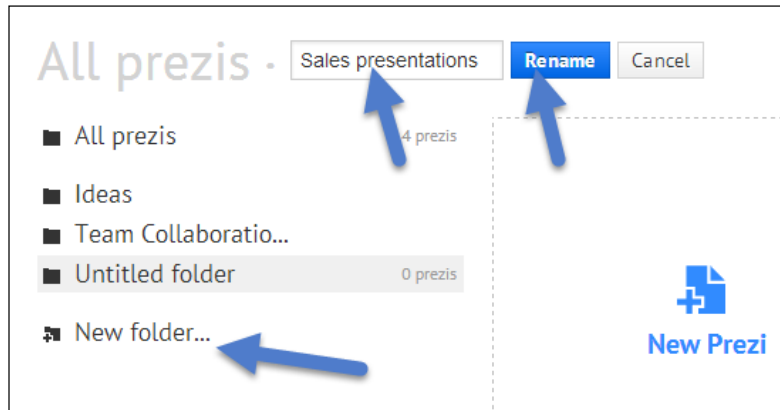 All prezis · Sales presentations Rename Cancel
All prezis 4 prezis
Ideas
Team Collaboratio...
Untitled folder 0 prezis
New folder...
New Prezi